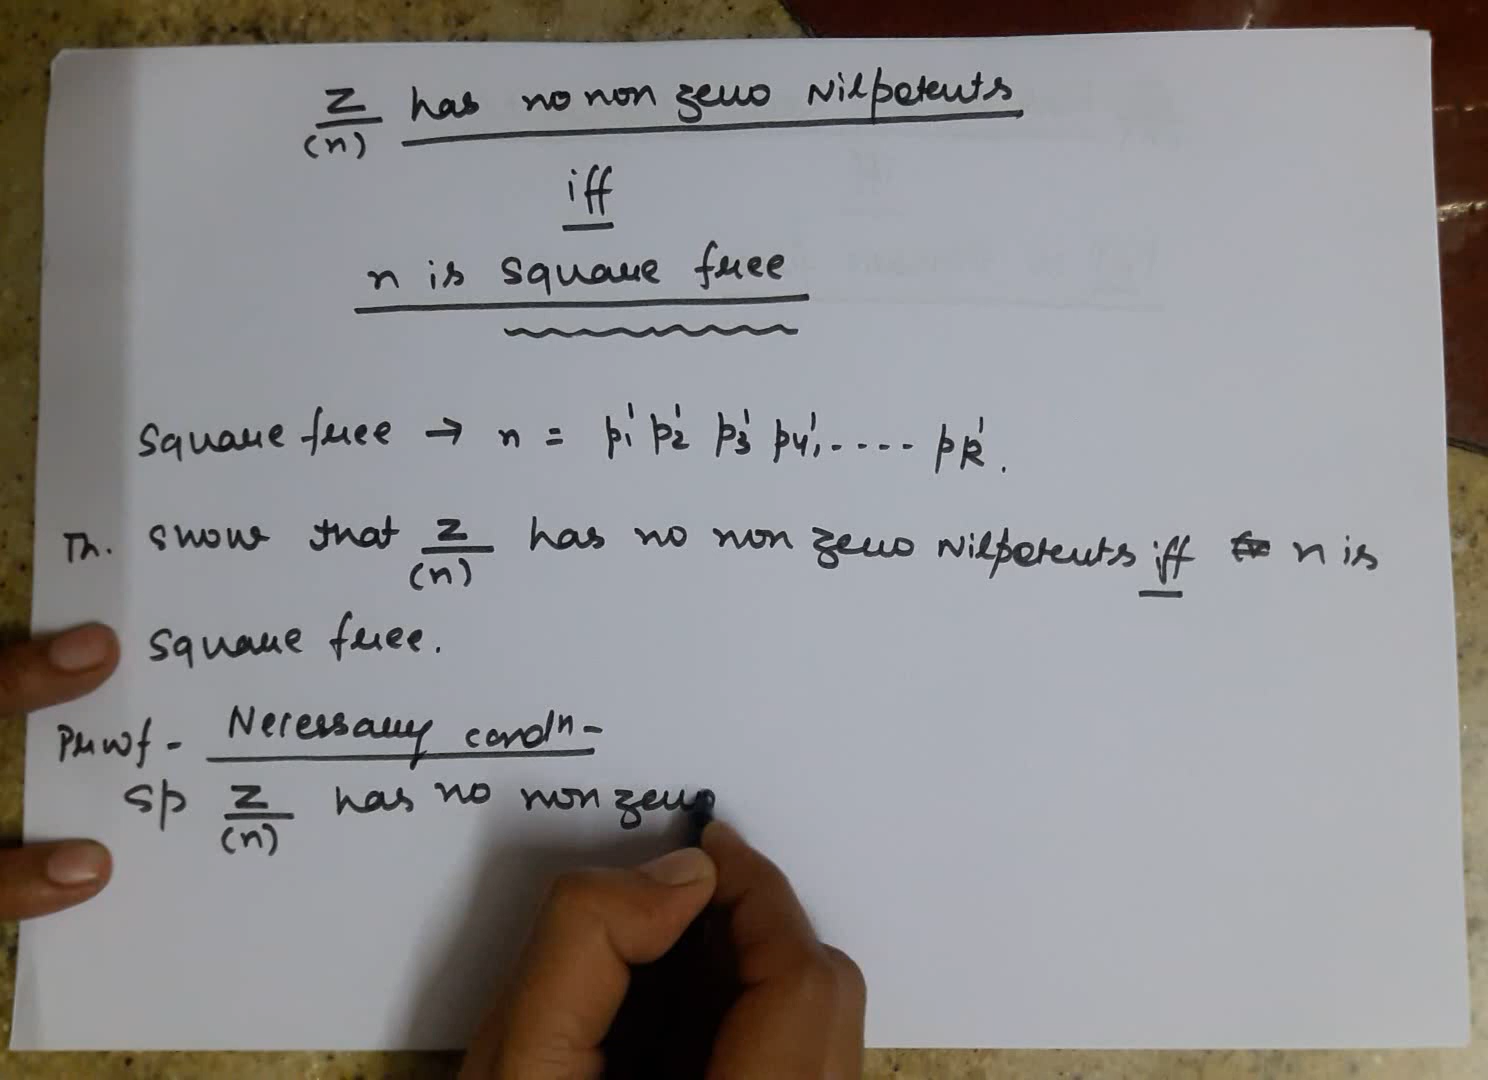 Z/(n) has no non zero Nilpotents
iff
n is square free
square free → n = p₁¹ p₂¹ p₃¹ p₄¹, ..... pₖ¹.
Th. show that Z/(n) has no non zero Nilpotents iff n is
square free.
Proof - Necessary condⁿ -
Sp Z/(n) has no non zero